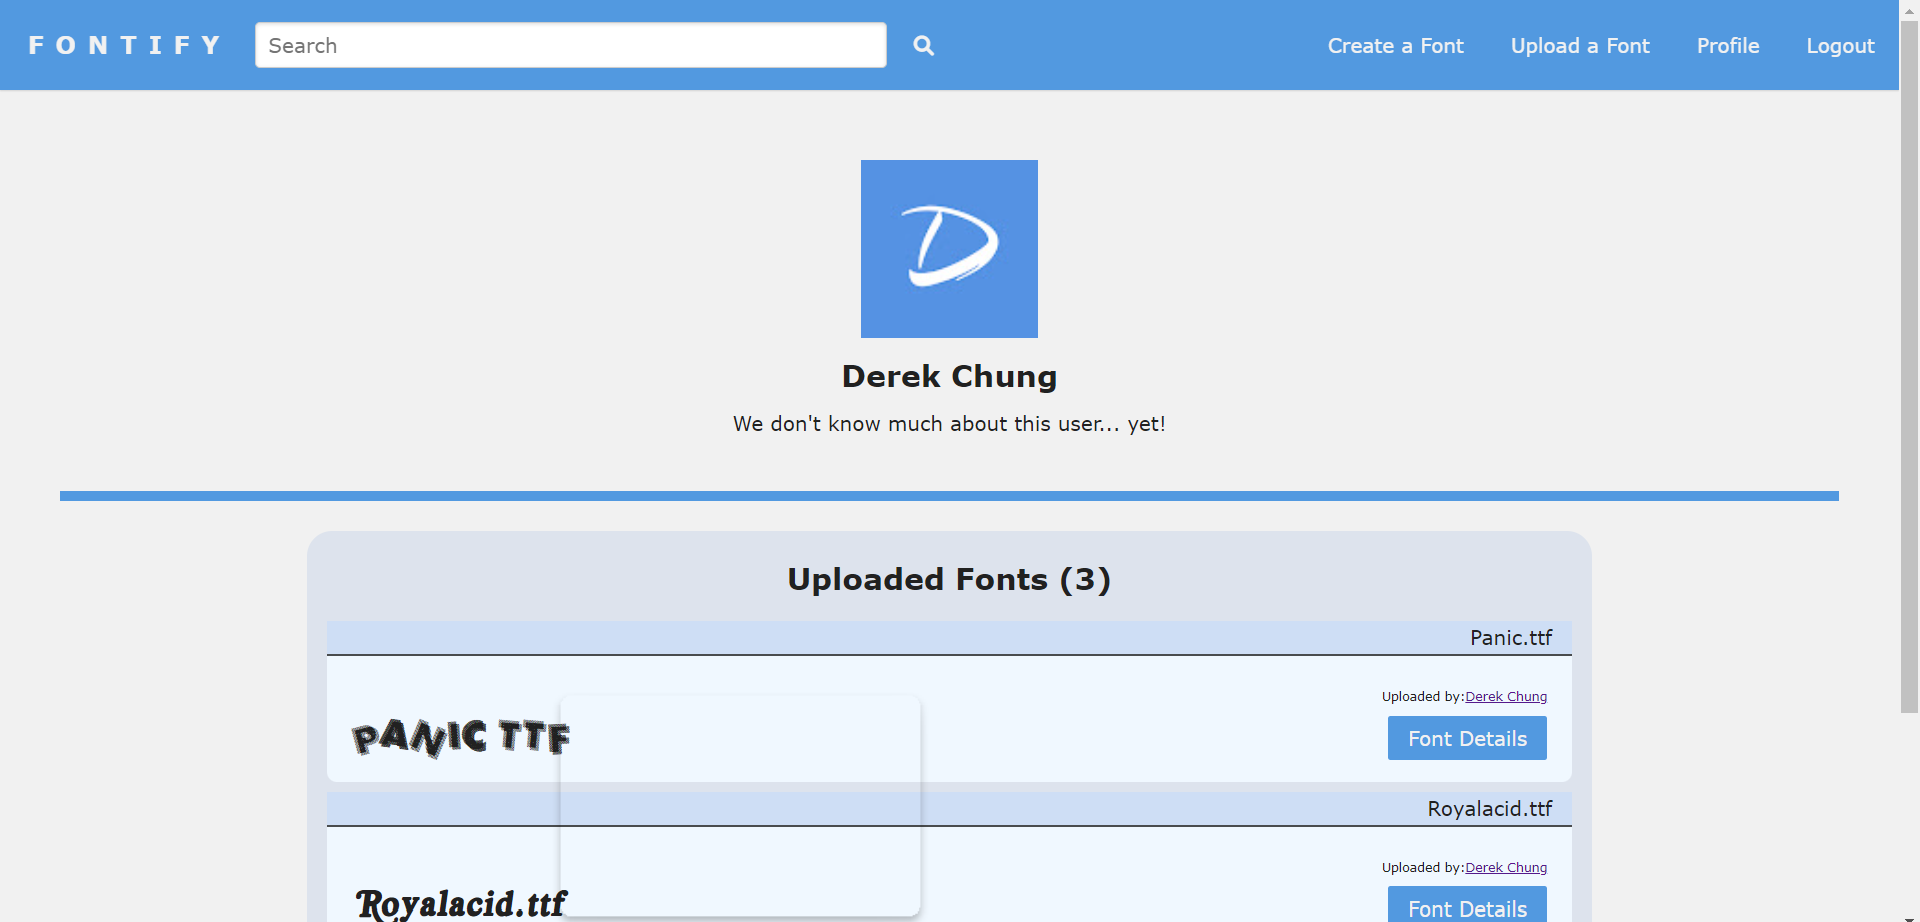 FONTIFY
Search
Create a Font
Upload a Font
Profile
Logout
D
Derek Chung
We don't know much about this user... yet!
Uploaded Fonts (3)
Panic.ttf
Uploaded by:Derek Chung
PANIC TTF
Font Details
Royalacid.ttf
Uploaded by:Derek Chung
Royalacid.ttf
Font Details